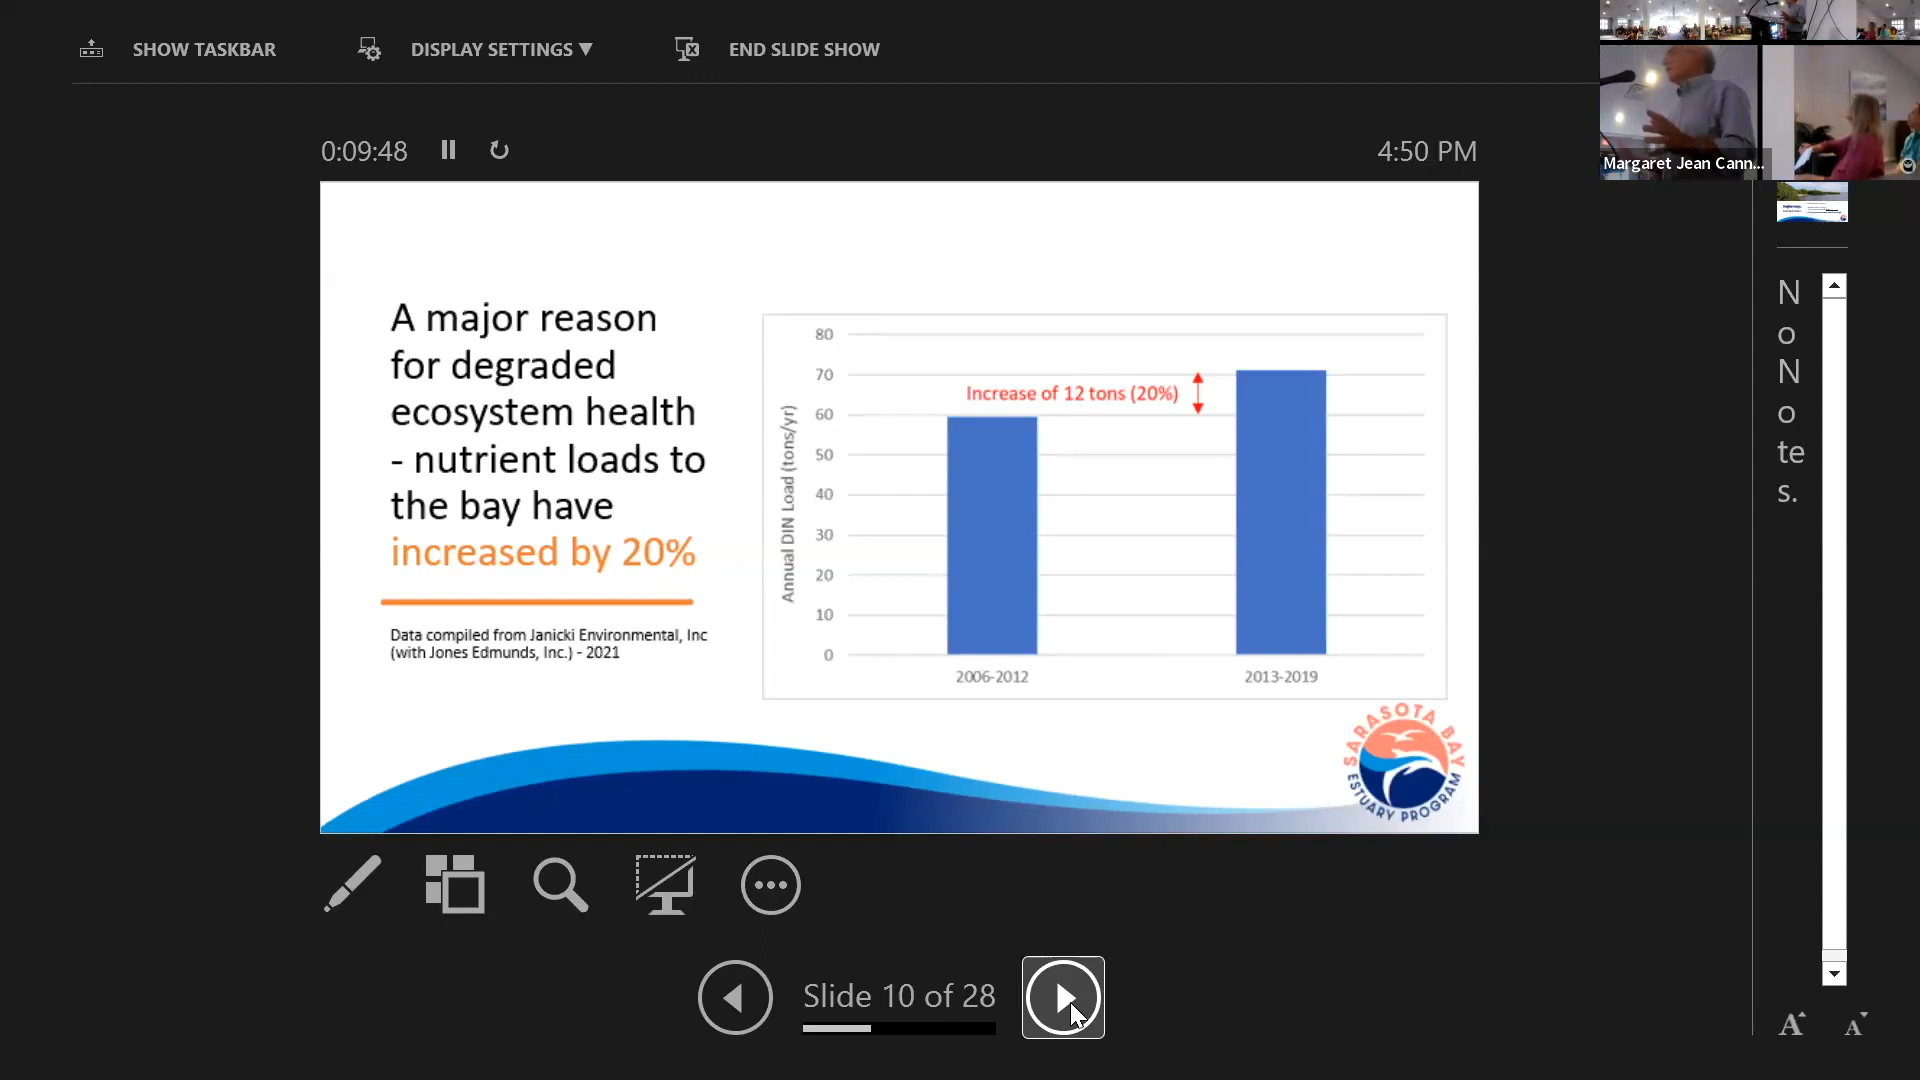 SHOW TASKBAR
DISPLAY SETTINGS ▼
END SLIDE SHOW
0:09:48
4:50 PM
Margaret Jean Cann...
A major reason
for degraded
ecosystem health
- nutrient loads to
the bay have
increased by 20%
Data compiled from Janicki Environmental, Inc
(with Jones Edmunds, Inc.) - 2021
Annual DIN Load (tons/yr)
80
70
60
50
40
30
20
10
0
Increase of 12 tons (20%)
2006-2012
2013-2019
SARASOTA BAY
ESTUARY PROGRAM
N
o
N
o
te
s.
Slide 10 of 28
A
A